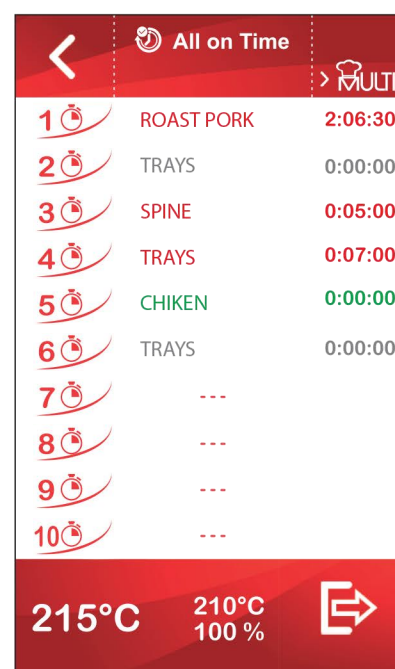 All on Time
> MULTI
1 ROAST PORK 2:06:30
2 TRAYS 0:00:00
3 SPINE 0:05:00
4 TRAYS 0:07:00
5 CHIKEN 0:00:00
6 TRAYS 0:00:00
7 ---
8 ---
9 ---
10 ---
215°C 210°C
100 %